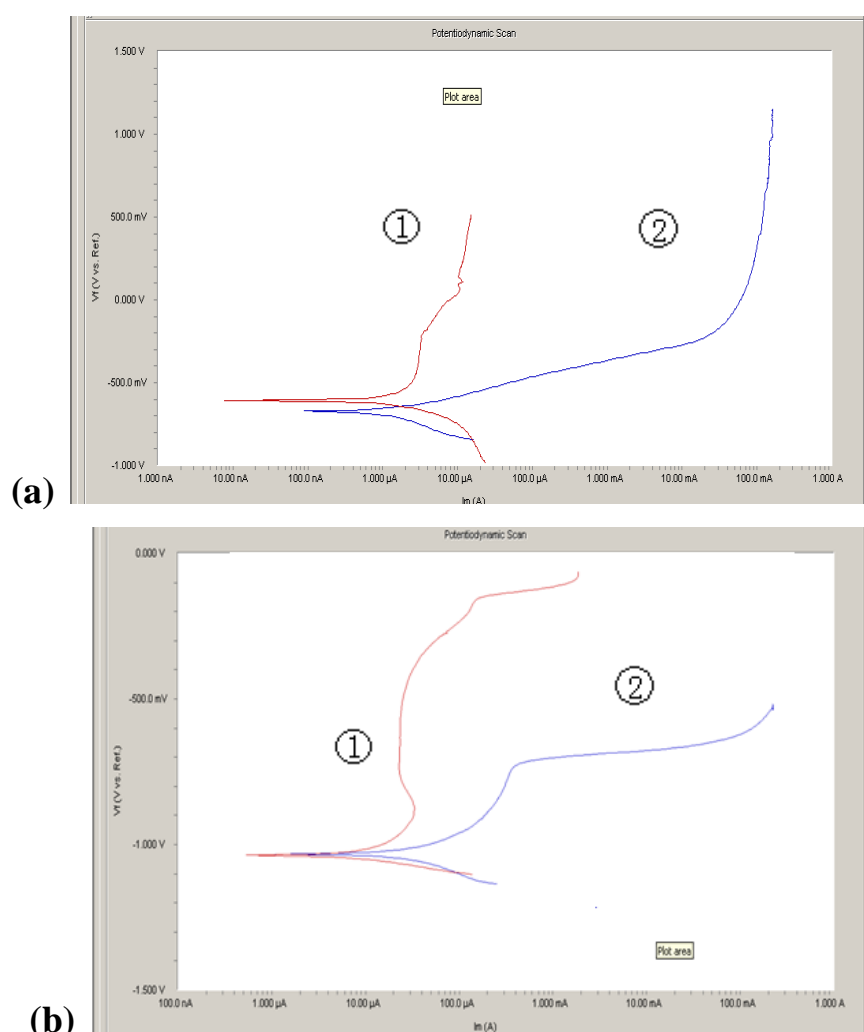 Potentiodynamic Scan
1.500 V
Plot area
1.000 V
500.0 mV
① ②
0.000 V
-500.0 mV
-1.000 V
Vf (V vs. Ref.)
1.000 nA 10.00 nA 100.0 nA 1.000 µA 10.00 µA 100.0 µA 1.000 mA 10.00 mA 100.0 mA 1.000 A
Im (A)
(a)
Potentiodynamic Scan
0.000 V
-500.0 mV
②
①
-1.000 V
Plot area
-1.500 V
Vf (V vs. Ref.)
100.0 nA 1.000 µA 10.00 µA 100.0 µA 1.000 mA 10.00 mA 100.0 mA 1.000 A
Im (A)
(b)